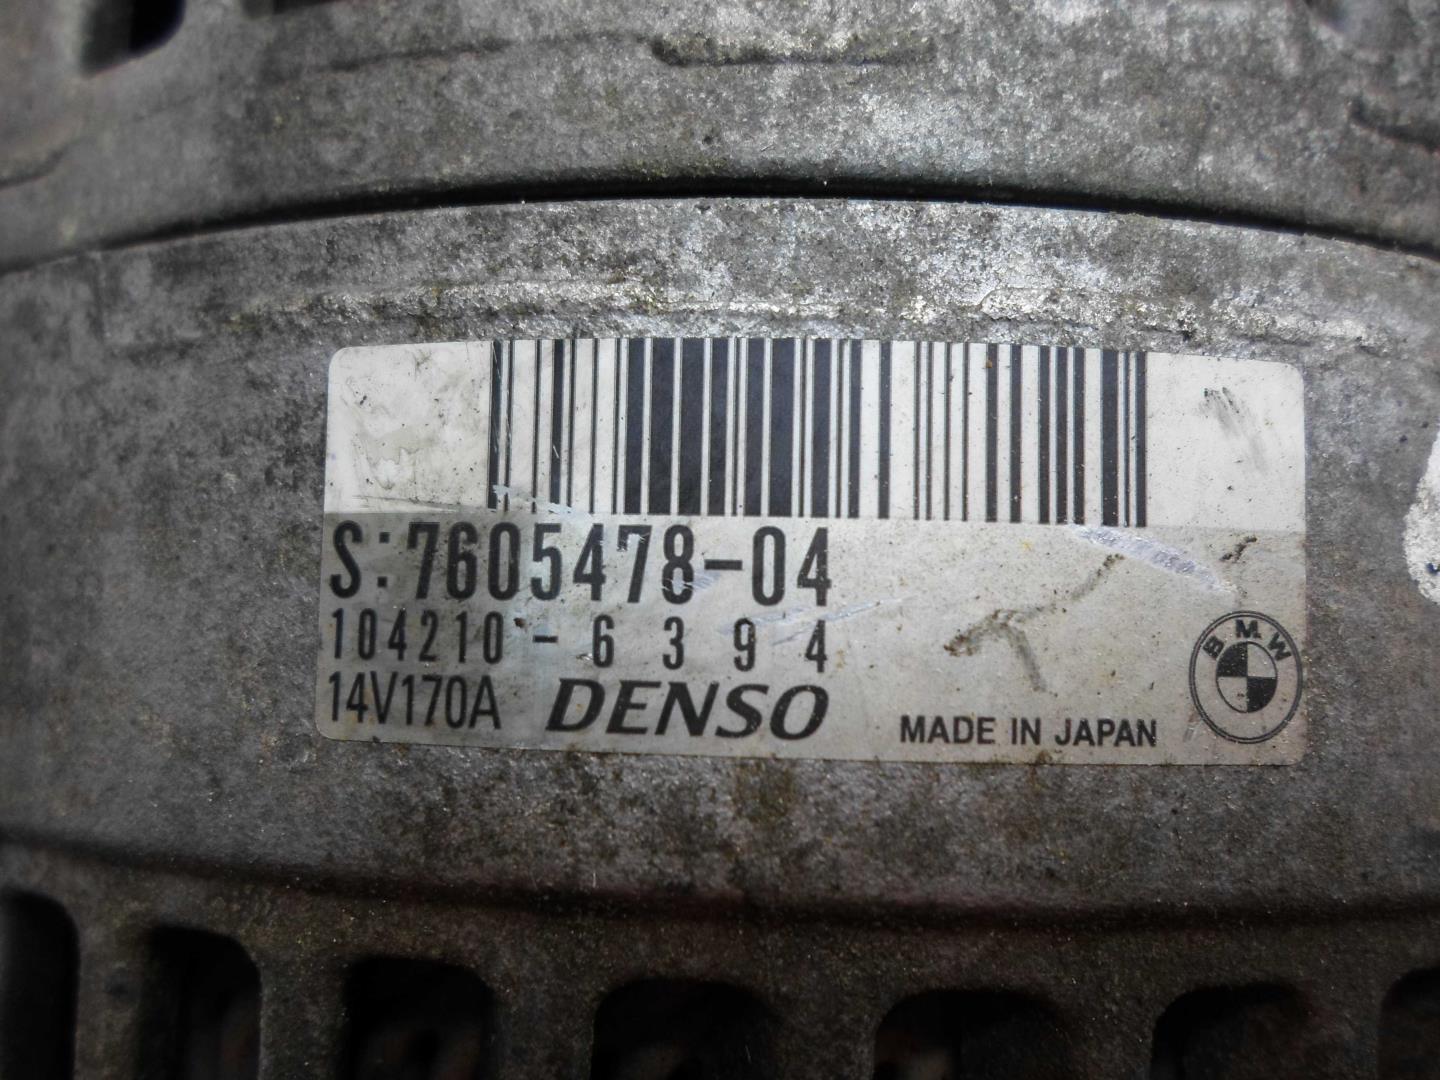 S:7605478-04
104210-6394
14V170A DENSO MADE IN JAPAN
BMW